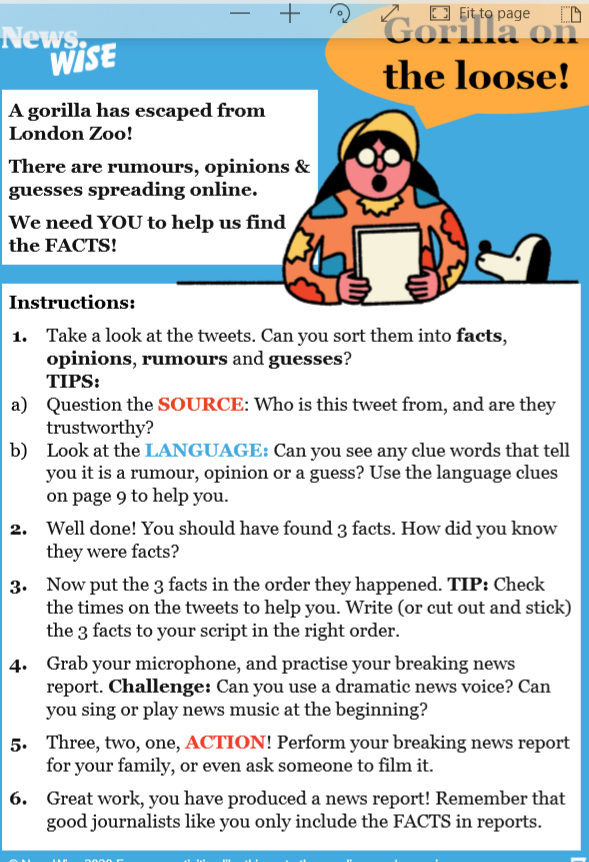 Fit to page
News.
WISE
Gorilla on
the loose!
A gorilla has escaped from
London Zoo!
There are rumours, opinions &
guesses spreading online.
We need YOU to help us find
the FACTS!
Instructions:
1. Take a look at the tweets. Can you sort them into facts,
opinions, rumours and guesses?
TIPS:
a) Question the SOURCE: Who is this tweet from, and are they
trustworthy?
b) Look at the LANGUAGE: Can you see any clue words that tell
you it is a rumour, opinion or a guess? Use the language clues
on page 9 to help you.
2. Well done! You should have found 3 facts. How did you know
they were facts?
3. Now put the 3 facts in the order they happened. TIP: Check
the times on the tweets to help you. Write (or cut out and stick)
the 3 facts to your script in the right order.
4. Grab your microphone, and practise your breaking news
report. Challenge: Can you use a dramatic news voice? Can
you sing or play news music at the beginning?
5. Three, two, one, ACTION! Perform your breaking news report
for your family, or even ask someone to film it.
6. Great work, you have produced a news report! Remember that
good journalists like you only include the FACTS in reports.